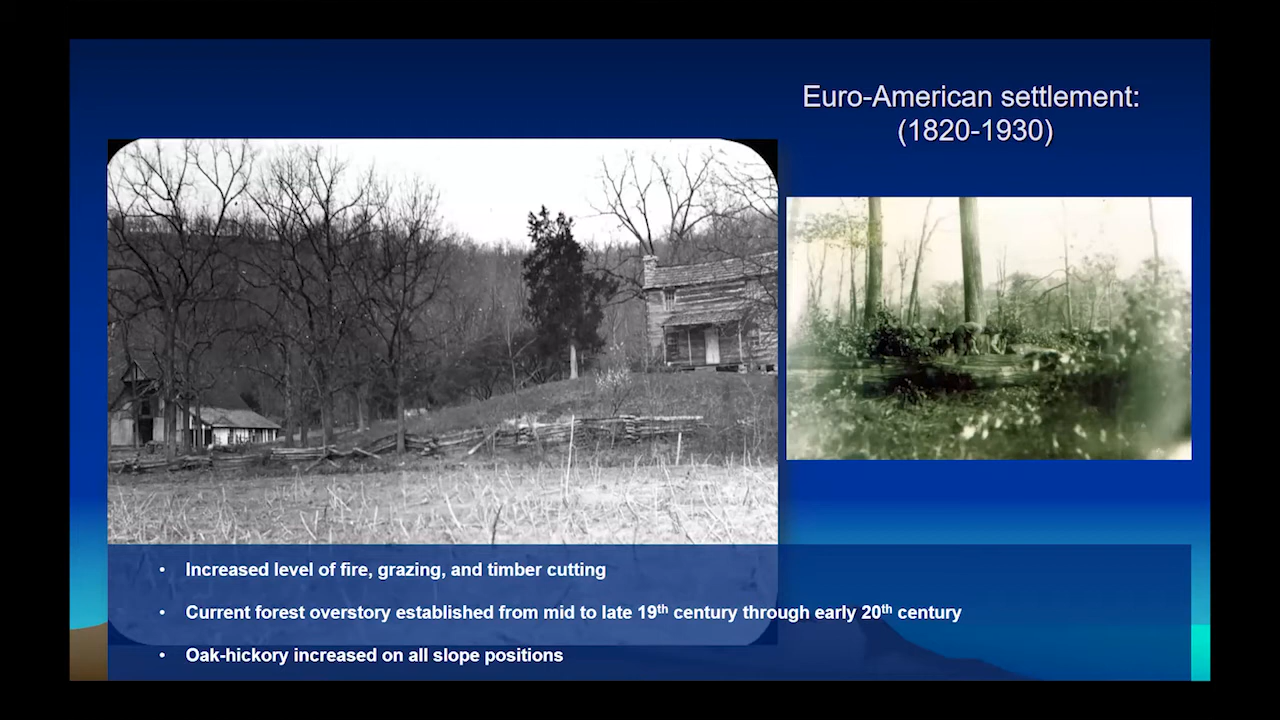 Euro-American settlement:
(1820-1930)
• Increased level of fire, grazing, and timber cutting
• Current forest overstory established from mid to late 19th century through early 20th century
• Oak-hickory increased on all slope positions